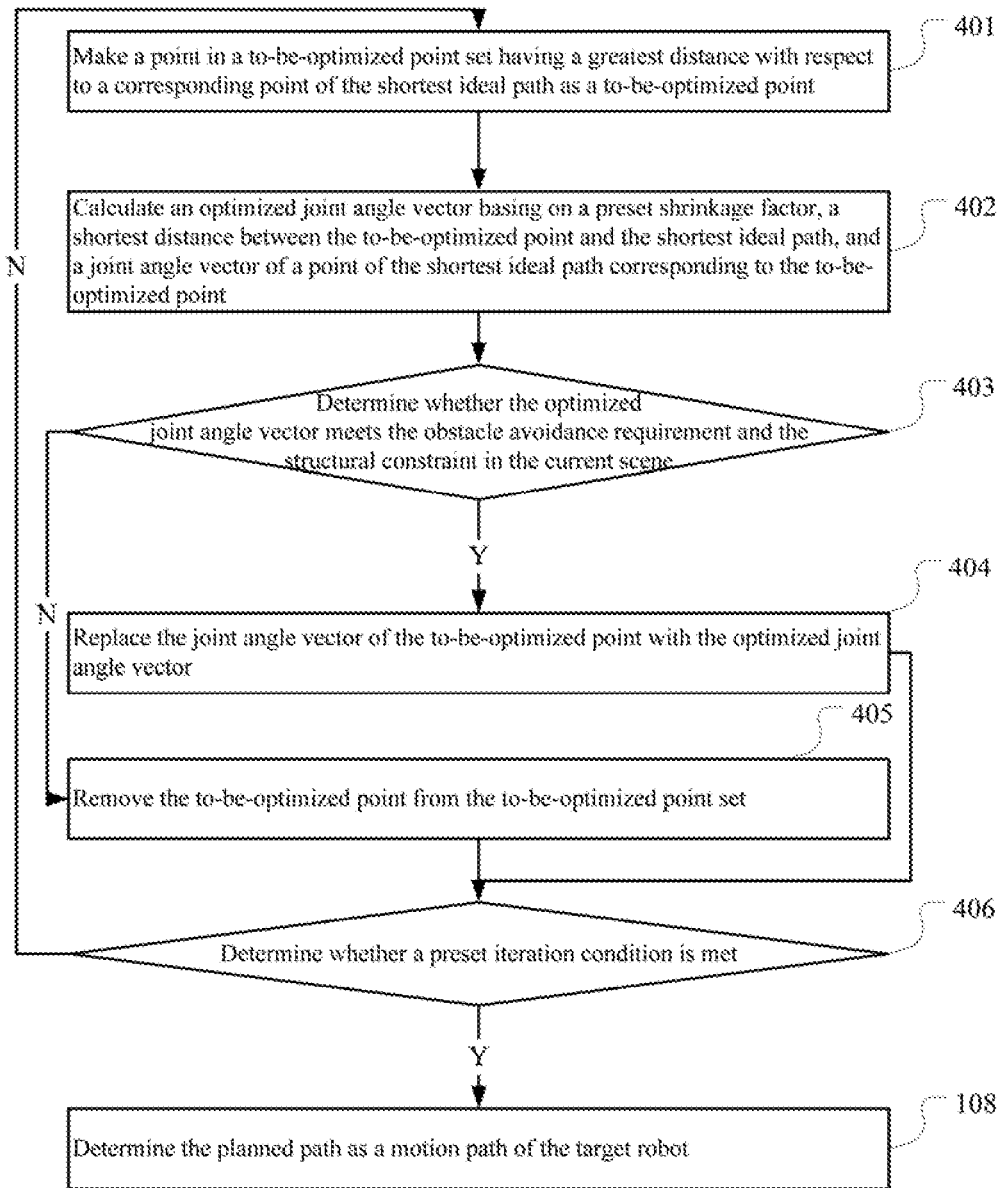 401
Make a point in a to-be-optimized point set having a greatest distance with respect
to a corresponding point of the shortest ideal path as a to-be-optimized point
Calculate an optimized joint angle vector basing on a preset shrinkage factor, a
shortest distance between the to-be-optimized point and the shortest ideal path, and
a joint angle vector of a point of the shortest ideal path corresponding to the to-be-
optimized point
402
N
Determine whether the optimized
joint angle vector meets the obstacle avoidance requirement and the
structural constraint in the current scene
403
Y
404
N
Replace the joint angle vector of the to-be-optimized point with the optimized joint
angle vector
405
Remove the to-be-optimized point from the to-be-optimized point set
406
Determine whether a preset iteration condition is met
Y
108
Determine the planned path as a motion path of the target robot